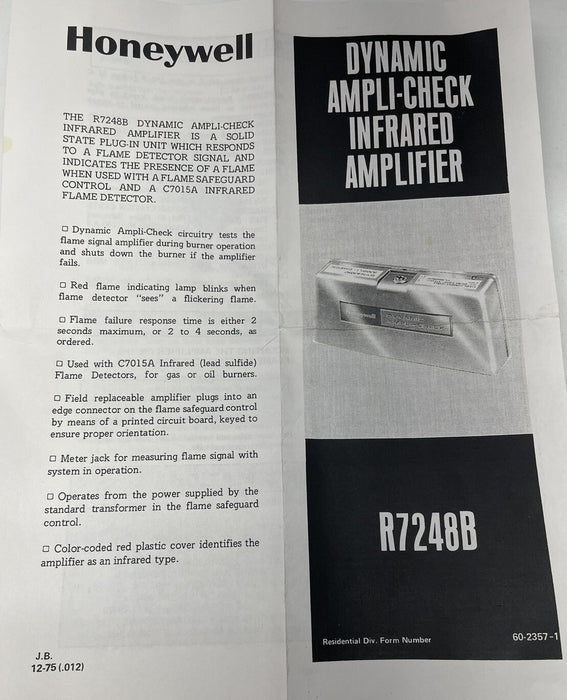 Honeywell
THE R7248B DYNAMIC AMPLI-CHECK
INFRARED AMPLIFIER IS A SOLID
STATE PLUG-IN UNIT WHICH RESPONDS
TO A FLAME DETECTOR SIGNAL AND
INDICATES THE PRESENCE OF A FLAME
WHEN USED WITH A FLAME SAFEGUARD
CONTROL AND A C7015A INFRARED
FLAME DETECTOR.
□ Dynamic Ampli-Check circuitry tests the
flame signal amplifier during burner operation
and shuts down the burner if the amplifier
fails.
□ Red flame indicating lamp blinks when
flame detector "sees" a flickering flame.
□ Flame failure response time is either 2
seconds maximum, or 2 to 4 seconds, as
ordered.
□ Used with C7015A Infrared (lead sulfide)
Flame Detectors, for gas or oil burners.
□ Field replaceable amplifier plugs into an
edge connector on the flame safeguard control
by means of a printed circuit board, keyed to
ensure proper orientation.
□ Meter jack for measuring flame signal with
system in operation.
□ Operates from the power supplied by the
standard transformer in the flame safeguard
control.
□ Color-coded red plastic cover identifies the
amplifier as an infrared type.
J.B.
12-75 (.012)
DYNAMIC
AMPLI-CHECK
INFRARED
AMPLIFIER
Honeywell
R7248B
Residential Div. Form Number 60-2357-1